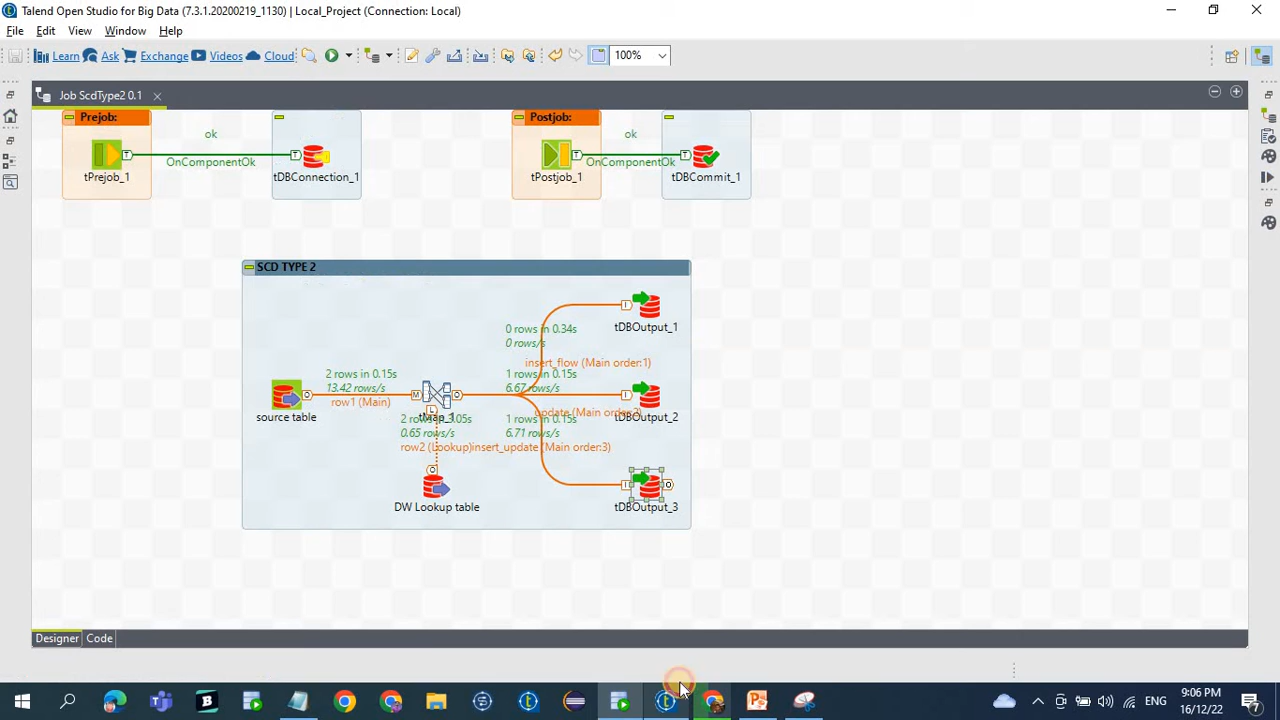 Talend Open Studio for Big Data (7.3.1.20200219_1130) | Local_Project (Connection: Local)
File Edit View Window Help
Learn Ask Exchange Videos Cloud 100%
Job ScdType2 0.1
Prejob: Postjob:
ok ok
OnComponentOk OnComponentOk
tPrejob_1 tDBConnection_1 tPostjob_1 tDBCommit_1
SCD TYPE 2
0 rows in 0.34s
0 rows/s
tDBOutput_1
insert_flow (Main order:1)
2 rows in 0.15s 1 rows in 0.15s
13.42 rows/s 6.67 rows/s
row1 (Main)
source table tDBOutput_2
1 rows in 0.15s
0.65 rows/s 6.71 rows/s
row2 (Lookup)insert_update (Main order:3)
DW Lookup table tDBOutput_3
Designer Code
ENG 9:06 PM
16/12/22 7